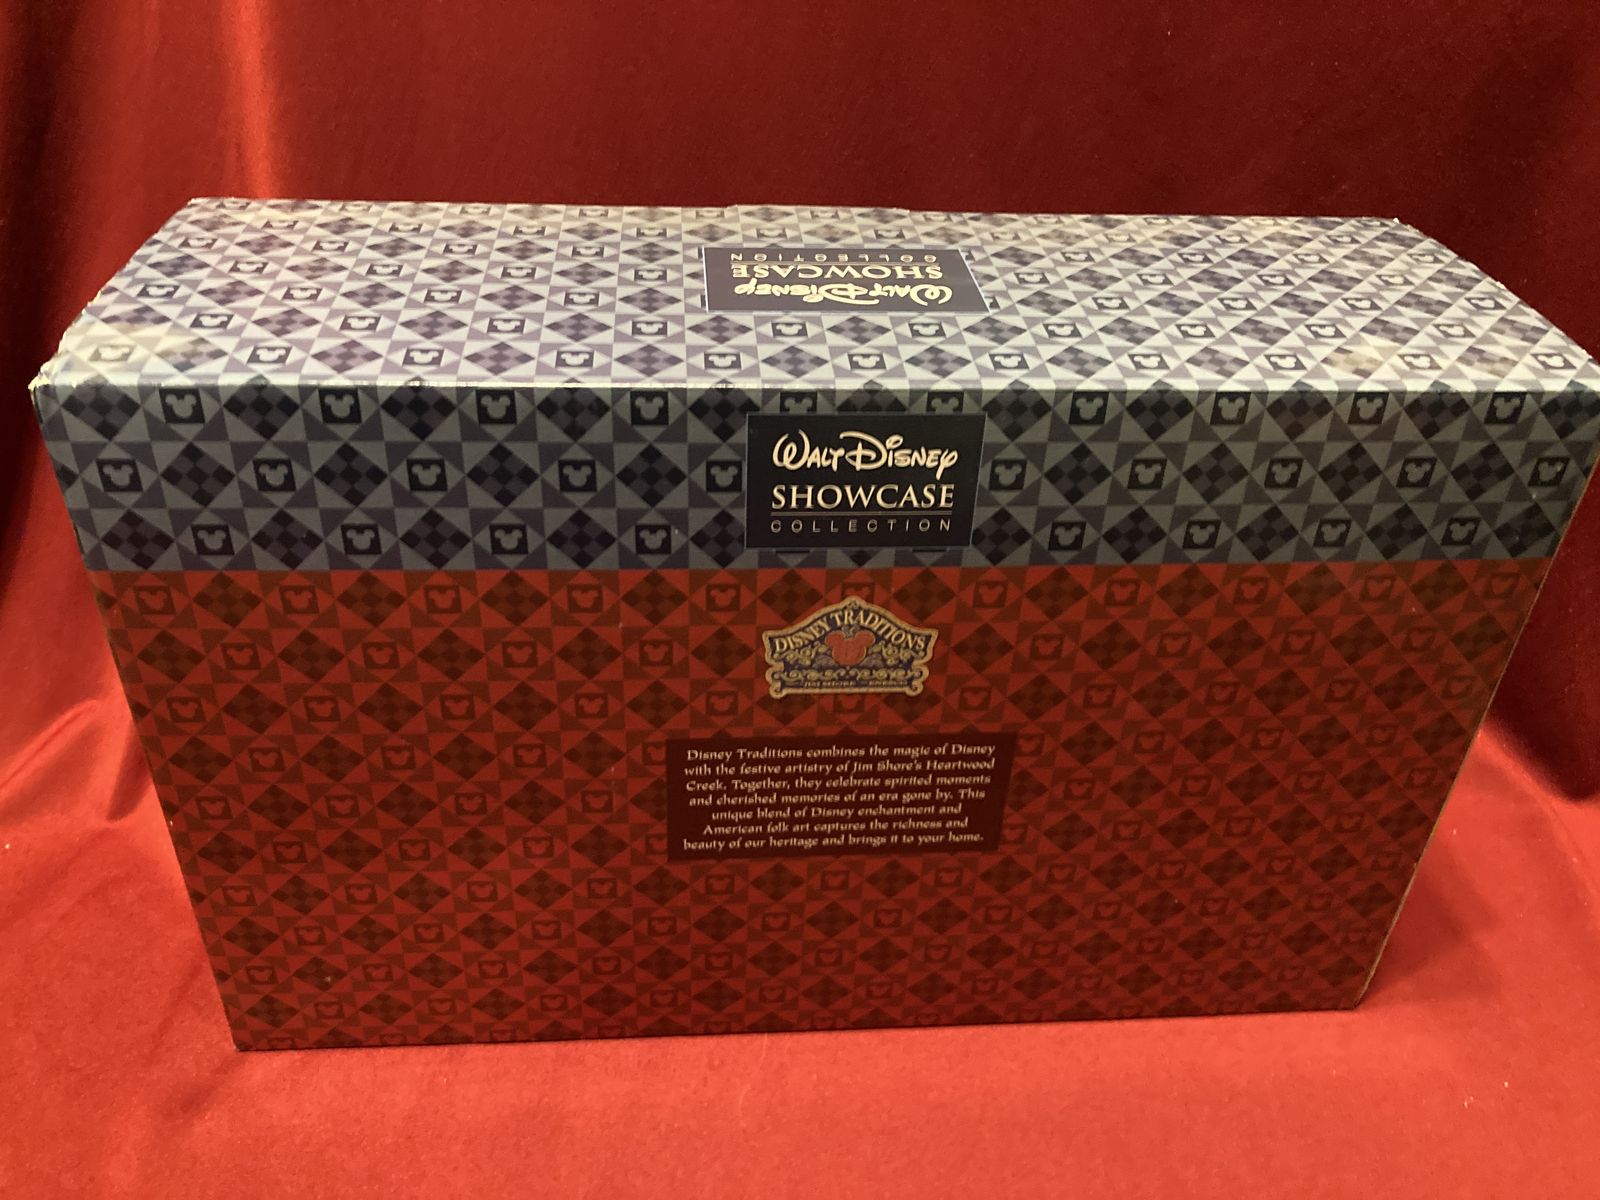 WALT DISNEY
SHOWCASE
COLLECTION
WALT DISNEY
SHOWCASE
COLLECTION
DISNEY TRADITIONS
JIM SHORE
ENESCO
Disney Traditions combines the magic of Disney
with the festive artistry of Jim Shore's Heartwood
Creek. Together, they celebrate spirited moments
and cherished memories of an era gone by. This
unique blend of Disney enchantment and
American folk art captures the richness and
beauty of our heritage and brings it to your home.